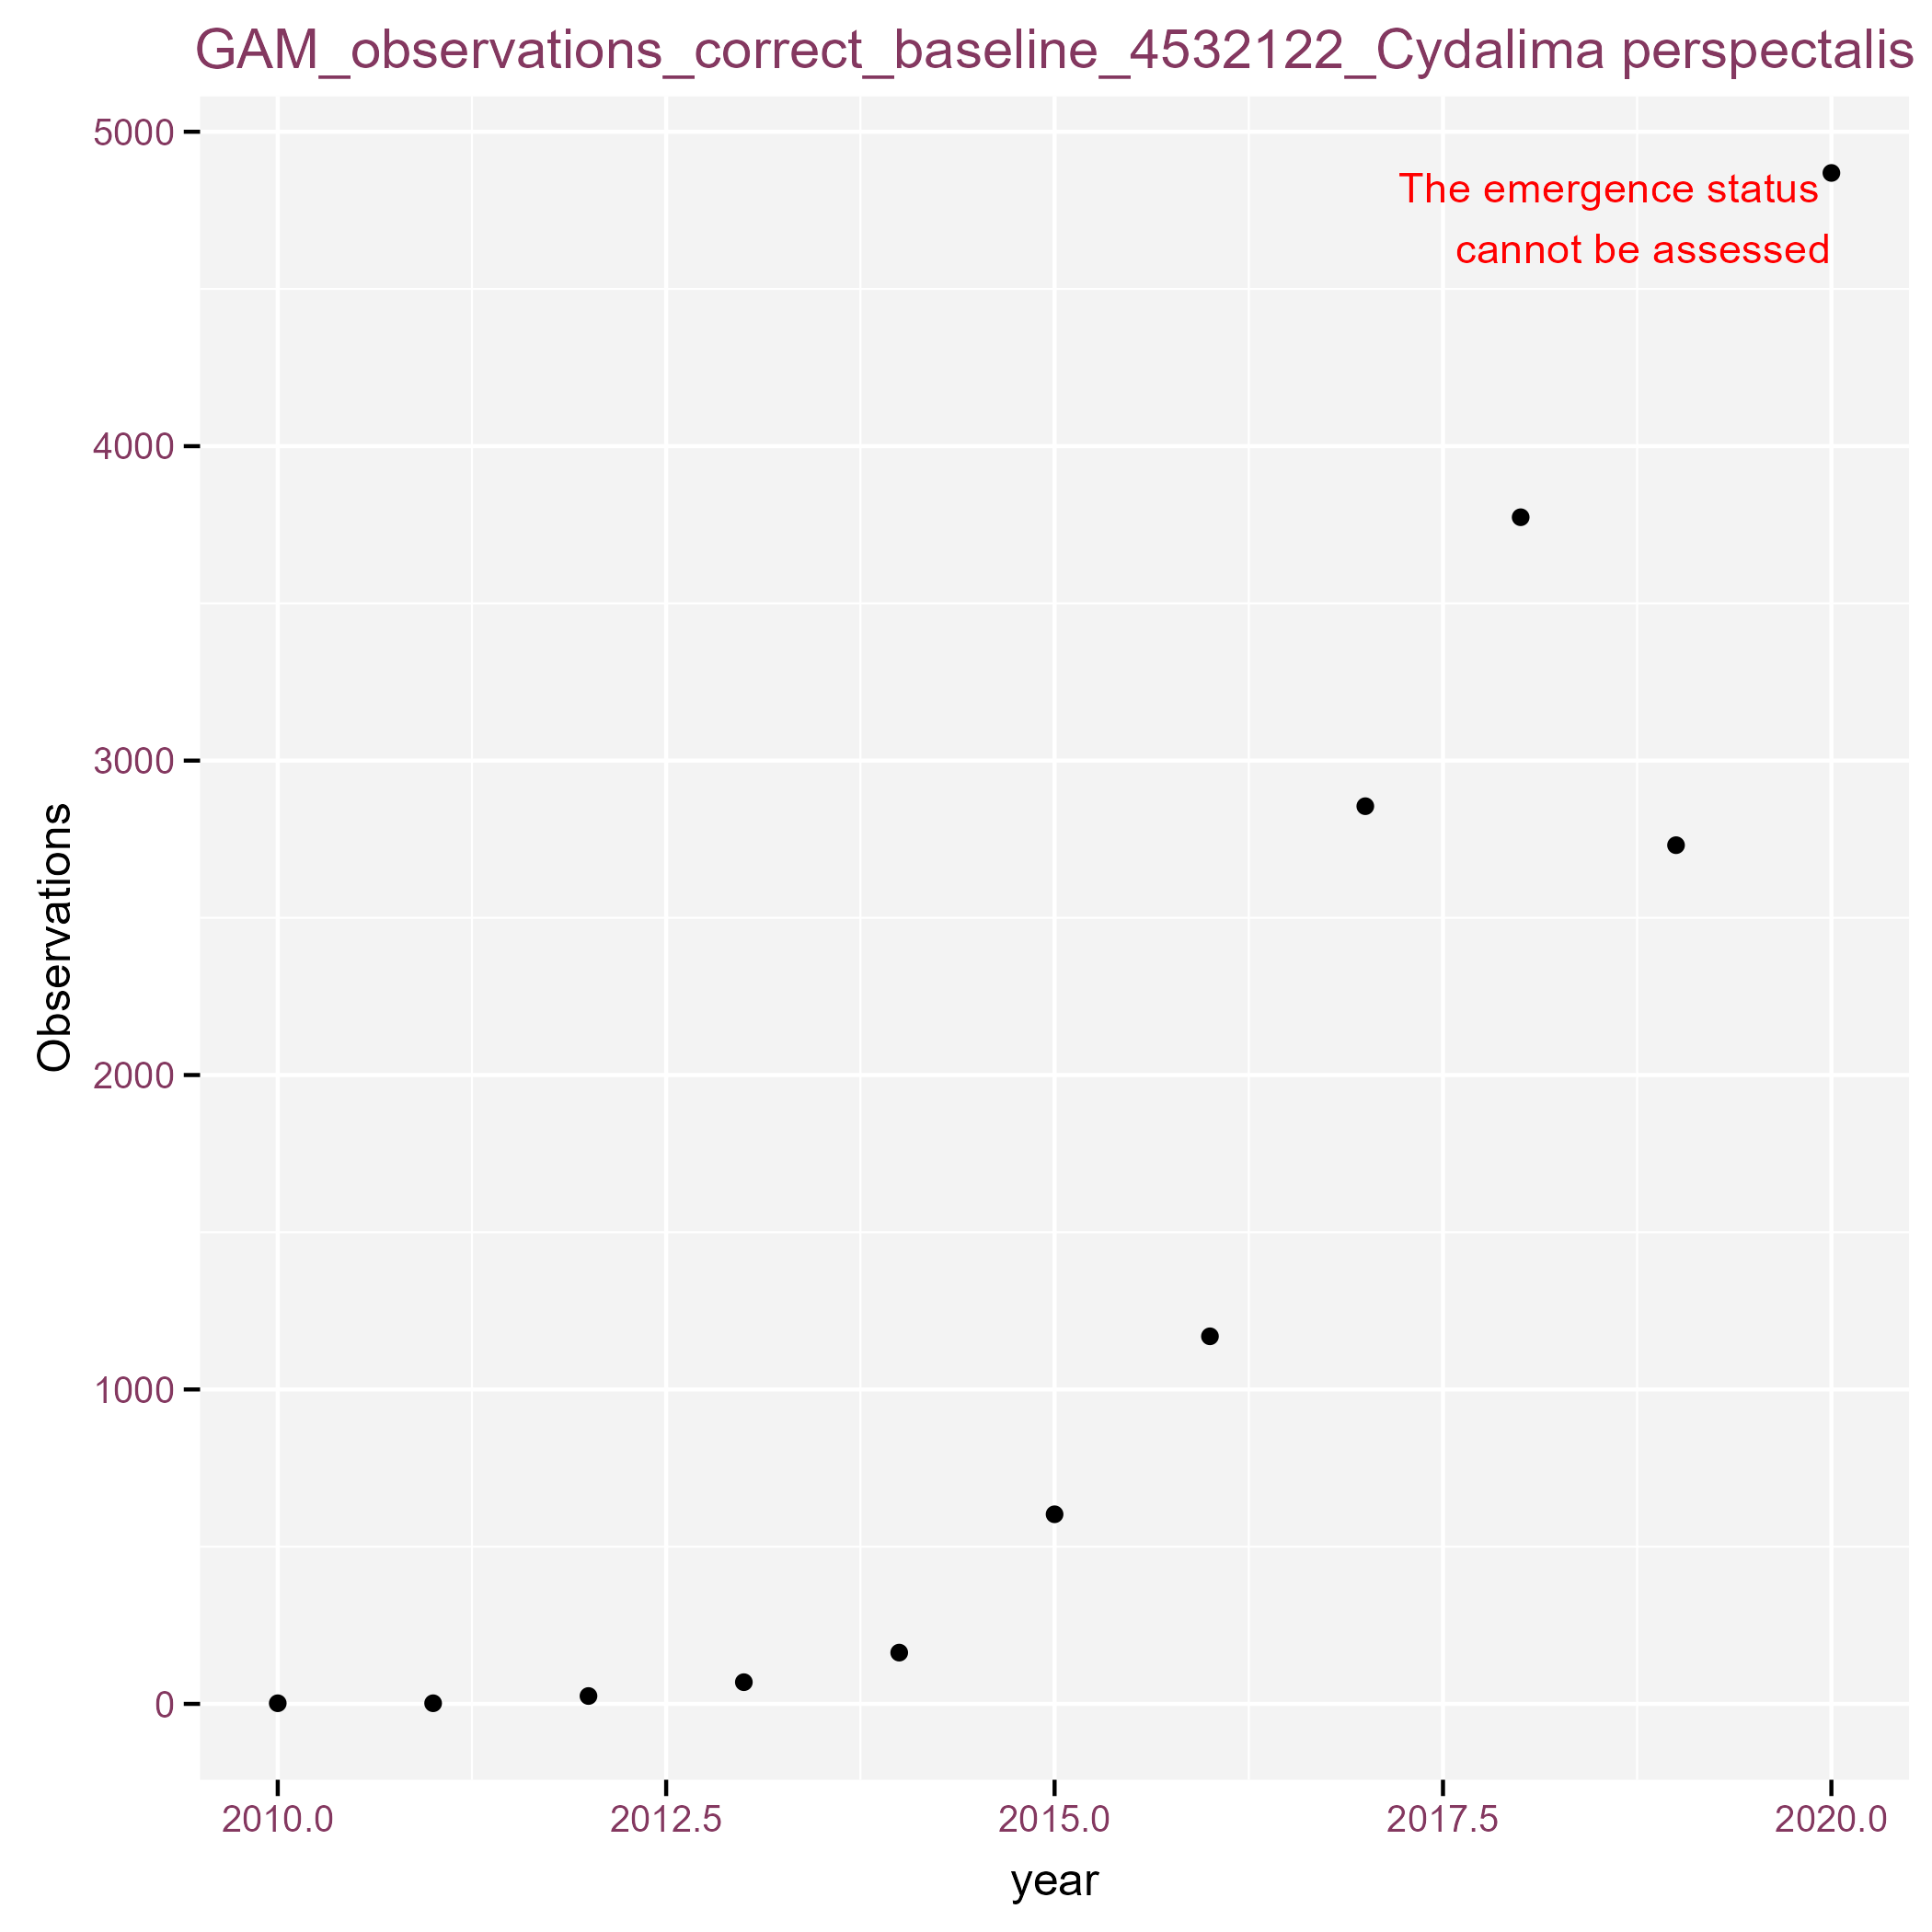 GAM_observations_correct_baseline_4532122_Cydalima perspectalis
5000
The emergence status
cannot be assessed
4000
3000
Observations
2000
1000
0
2010.0 2012.5 2015.0 2017.5 2020.0
year